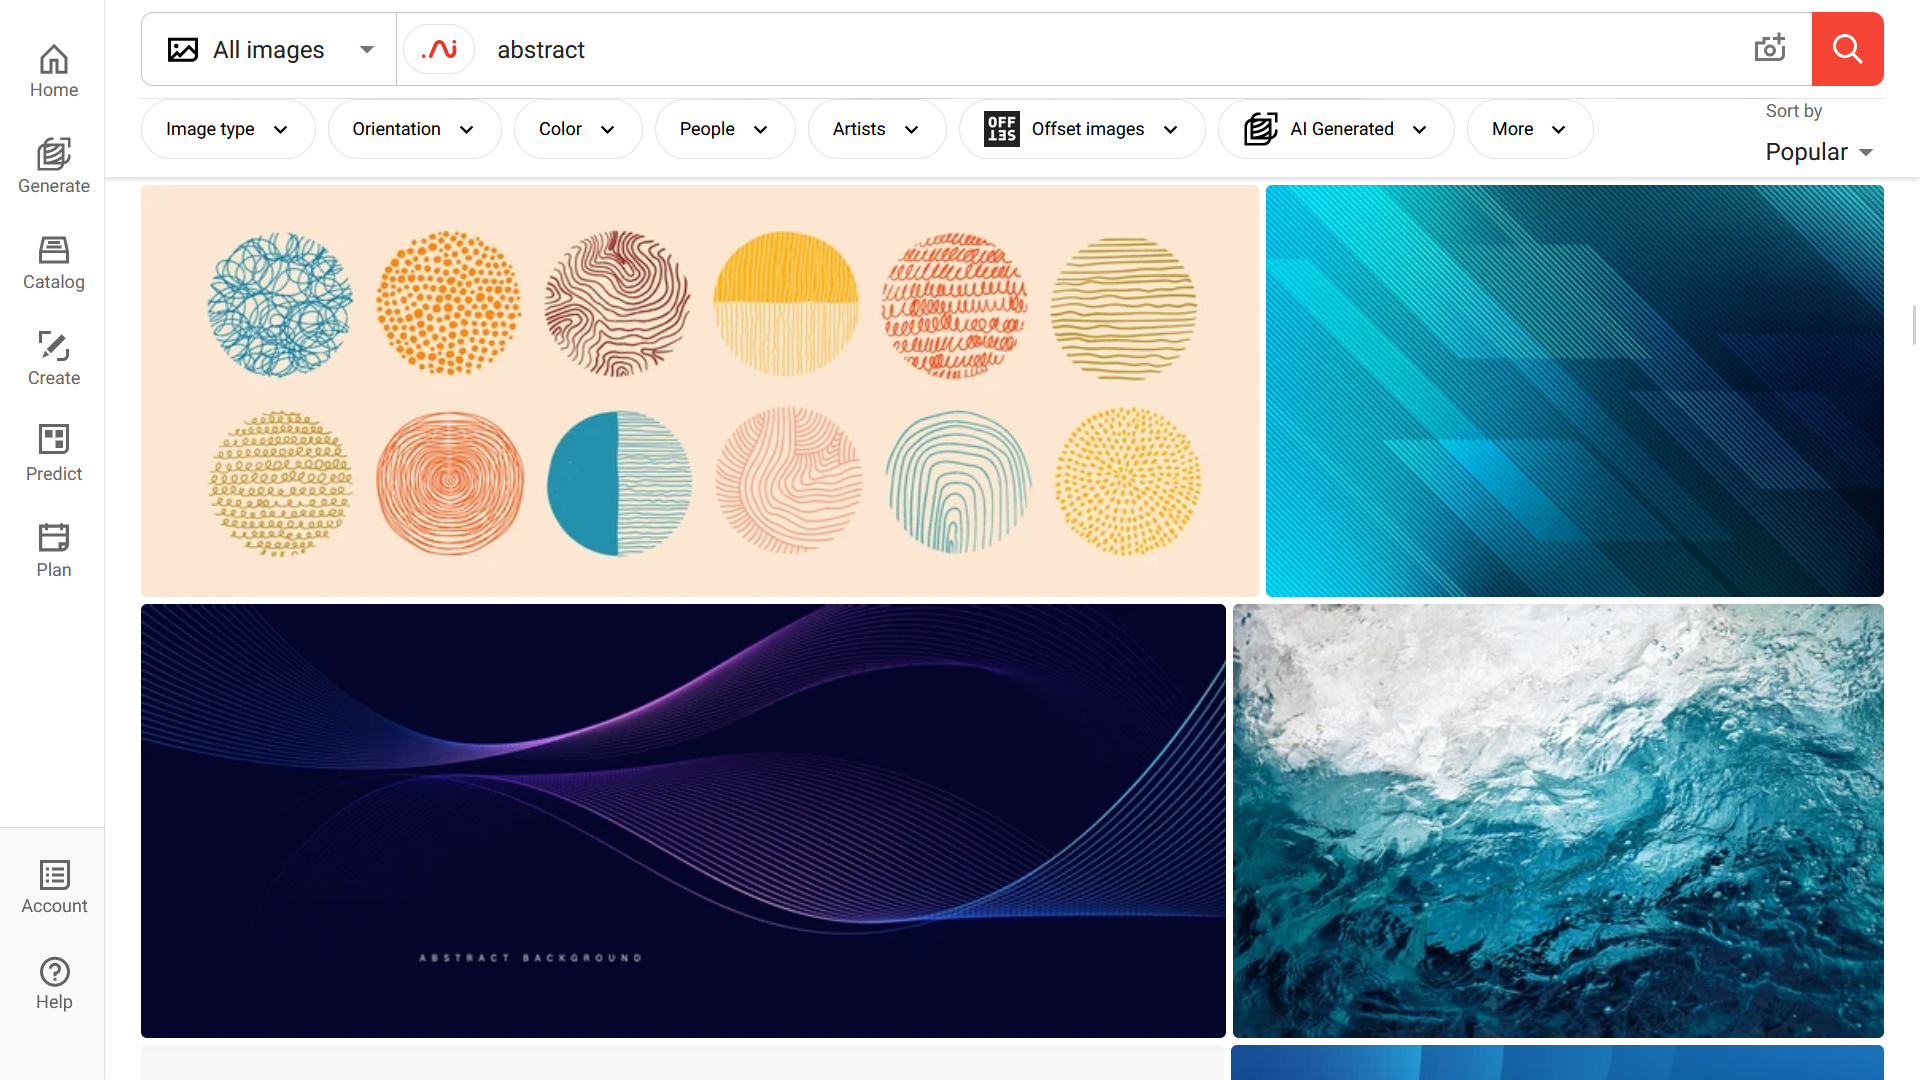 All images
abstract
Image type
Orientation
Color
People
Artists
OFF
SET
Offset images
AI Generated
More
Sort by
Popular
Home
Generate
Catalog
Create
Predict
Plan
Account
Help
ABSTRACT BACKGROUND